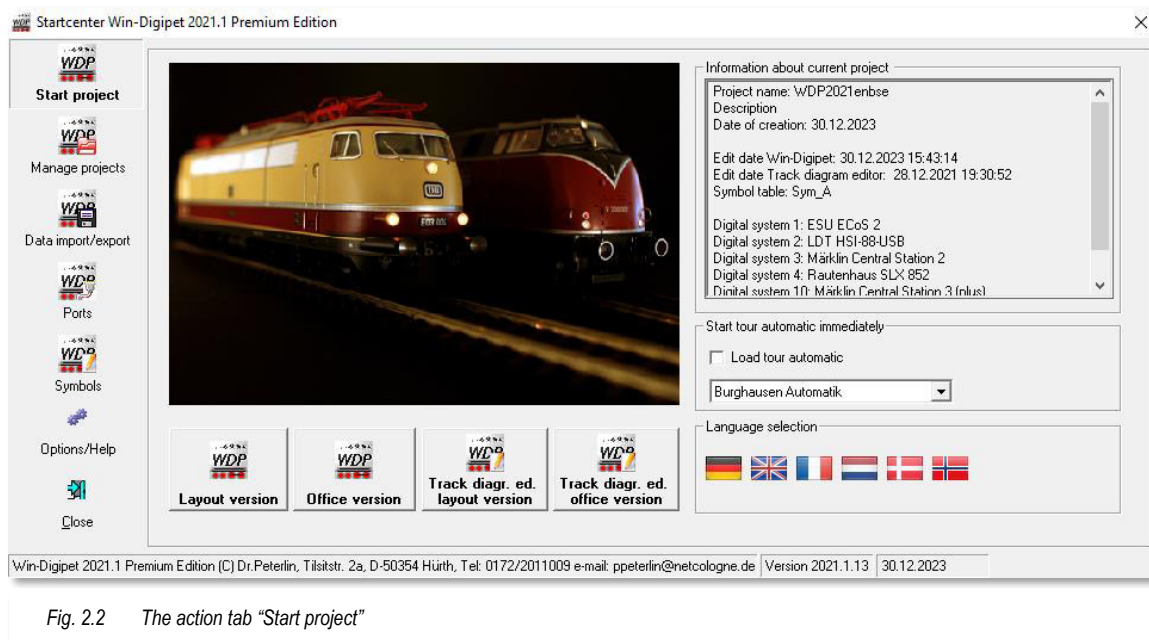 Startcenter Win-Digipet 2021.1 Premium Edition
WDP
Start project
WDP
Manage projects
WDP
Data import/export
WDP
Ports
WDP
Symbols
Options/Help
Close
Layout version
WDP
Office version
WDP
Track diagr. ed.
layout version
WDP
Track diagr. ed.
office version
WDP
Information about current project
Project name: WDP2021enbse
Description
Date of creation: 30.12.2023
Edit date Win-Digipet: 30.12.2023 15:43:14
Edit date Track diagram editor: 28.12.2021 19:30:52
Symbol table: Sym_A
Digital system 1: ESU ECoS 2
Digital system 2: LDT HSI-88-USB
Digital system 3: Märklin Central Station 2
Digital system 4: Rautenhaus SLX 852
Digital system 10: Märklin Central Station 3 (plus)
Start tour automatic immediately
Load tour automatic
Burghausen Automatik
Language selection
Win-Digipet 2021.1 Premium Edition (C) Dr.Peterlin, Tilsitstr. 2a, D-50354 Hürth, Tel: 0172/2011009 e-mail: ppeterlin@netcologne.de
Version 2021.1.13
30.12.2023
Fig. 2.2 The action tab “Start project”